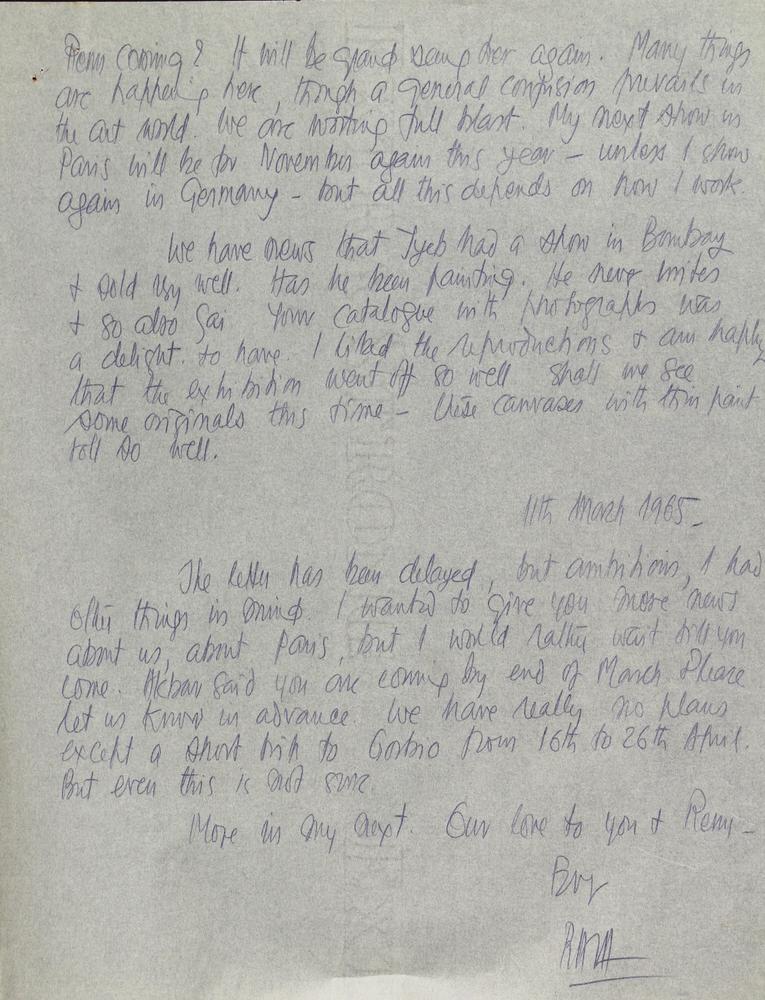 Renu coming? It will be grand seeing her again. Many things
are happening here, though a general confusion prevails in
the art world. We are working full blast. My next show in
Paris will be for November again this year – unless I show
again in Germany – but all this depends on how I work.
We have news that Tyeb had a show in Bombay
& sold very well. Has he been painting. He never writes
& so also Gai Your catalogue with photographs was
a delight. to have. I liked the reproductions & am happy
that the exhibition went off so well Shall we see
some originals this time – these canvases with thin paint
roll so well.
11th March 1965_
The letter has been delayed, but ambitions, I had
other things in mind. I wanted to give you more news
about us, about Paris, but I would rather wait till you
come. Akbar said you are coming by end of March. Please
let us know in advance. We have really no plans
except a short trip to Gorbio from 16th to 26th April.
But even this is not sure.
More in my next. Our love to you & Renu –
RAZA